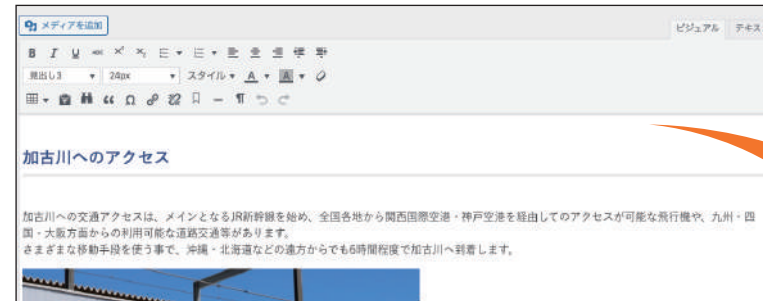 メディアを追加
ビジュアル テキス
B I U ABC X² X₂
見出し3 24px スタイル A A
Ω ¶
加古川へのアクセス
加古川への交通アクセスは、メインとなるJR新幹線を始め、全国各地から関西国際空港・神戸空港を経由してのアクセスが可能な飛行機や、九州・四
国・大阪方面からの利用可能な道路交通等があります。
さまざまな移動手段を使う事で、沖縄・北海道などの遠方からでも6時間程度で加古川へ到着します。